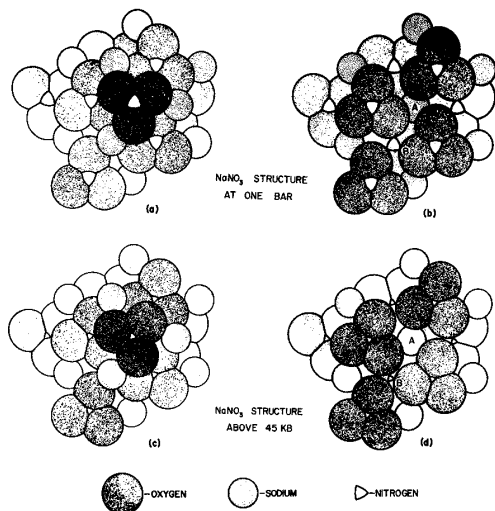 A
(a)
NaNO₃ STRUCTURE
AT ONE BAR
(b)
A
B
(c)
NaNO₃ STRUCTURE
ABOVE 45 KB
(d)
-OXYGEN
-SODIUM
-NITROGEN